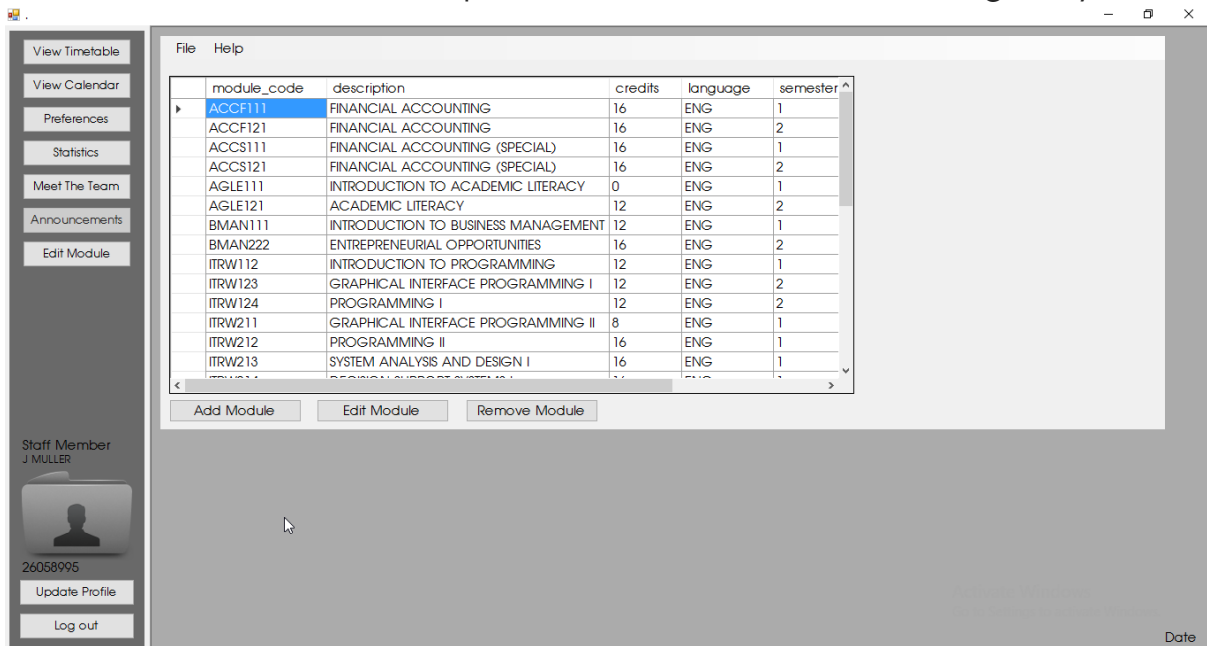 .
View Timetable
View Calendar
Preferences
Statistics
Meet The Team
Announcements
Edit Module
Staff Member
J MULLER
26058995
Update Profile
Log out
File Help
module_code description credits language semester
ACCF111 FINANCIAL ACCOUNTING 16 ENG 1
ACCF121 FINANCIAL ACCOUNTING 16 ENG 2
ACCS111 FINANCIAL ACCOUNTING (SPECIAL) 16 ENG 1
ACCS121 FINANCIAL ACCOUNTING (SPECIAL) 16 ENG 2
AGLE111 INTRODUCTION TO ACADEMIC LITERACY 0 ENG 1
AGLE121 ACADEMIC LITERACY 12 ENG 2
BMAN111 INTRODUCTION TO BUSINESS MANAGEMENT 12 ENG 1
BMAN222 ENTREPRENEURIAL OPPORTUNITIES 16 ENG 2
ITRW112 INTRODUCTION TO PROGRAMMING 12 ENG 1
ITRW123 GRAPHICAL INTERFACE PROGRAMMING I 12 ENG 2
ITRW124 PROGRAMMING I 12 ENG 2
ITRW211 GRAPHICAL INTERFACE PROGRAMMING II 8 ENG 1
ITRW212 PROGRAMMING II 16 ENG 1
ITRW213 SYSTEM ANALYSIS AND DESIGN I 16 ENG 1
Add Module Edit Module Remove Module
Date